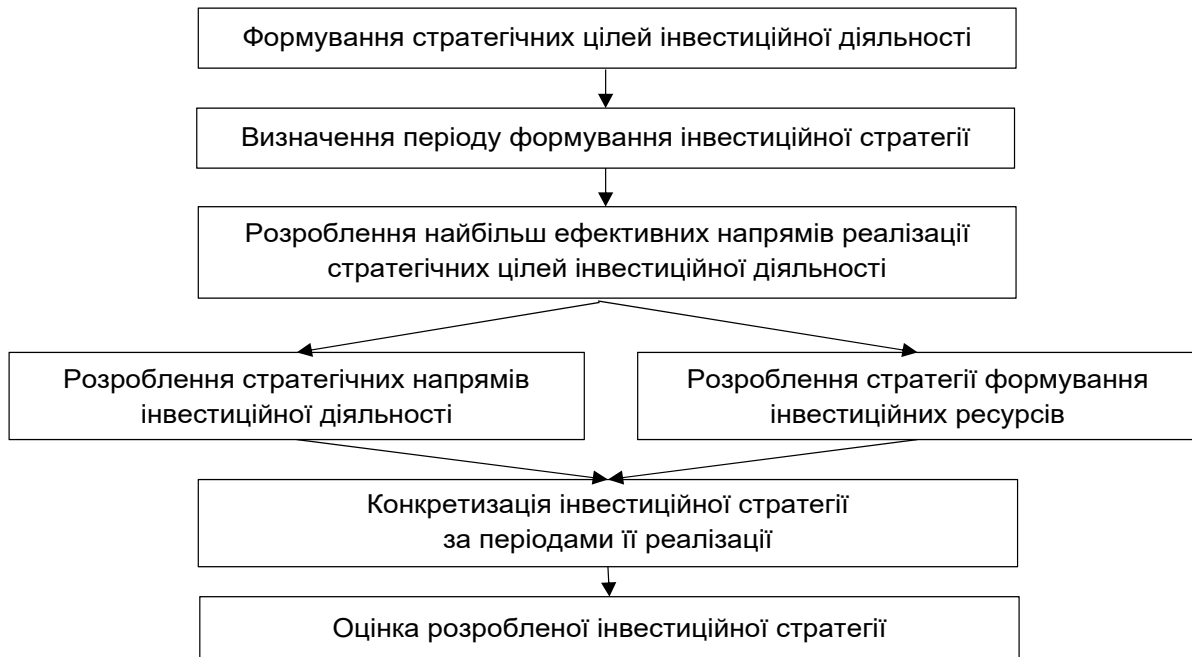 Формування стратегічних цілей інвестиційної діяльності
Визначення періоду формування інвестиційної стратегії
Розроблення найбільш ефективних напрямів реалізації
стратегічних цілей інвестиційної діяльності
Розроблення стратегічних напрямів
інвестиційної діяльності
Розроблення стратегії формування
інвестиційних ресурсів
Конкретизація інвестиційної стратегії
за періодами її реалізації
Оцінка розробленої інвестиційної стратегії